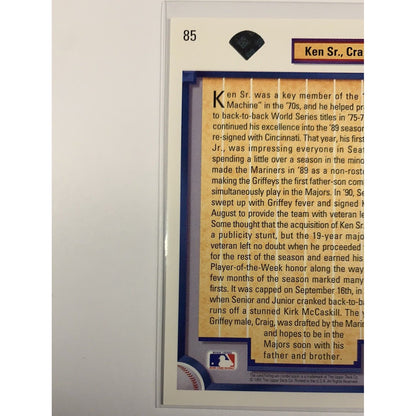 85
Ken Sr., Cra
Ken Sr. was a key member of the "
Machine" in the '70s, and he helped pr
to back-to-back World Series titles in '75-7
continued his excellence into the '89 season
re-signed with Cincinnati. That year, his first
Jr., was impressing everyone in Sea
spending a little over a season in the mino
made the Mariners in '89 as a non-ros
making the Griffeys the first father-son com
simultaneously play in the Majors. In '90, Se
swept up with Griffey fever and signed K
August to provide the team with veteran le
Some thought that the acquisition of Ken Sr
a publicity stunt, but the 19-year majo
veteran left no doubt when he proceeded
for the rest of the season and earned his
Player-of-the-Week honor along the way
few months of the season, there were many
firsts. It was capped on September 16th, in
when Senior and Junior cranked back-to-ba
runs off a stunned Kirk McCaskill. The yo
Griffey male, Craig, was drafted by the Marine
and hopes to be in the
Majors soon with his
father and brother.